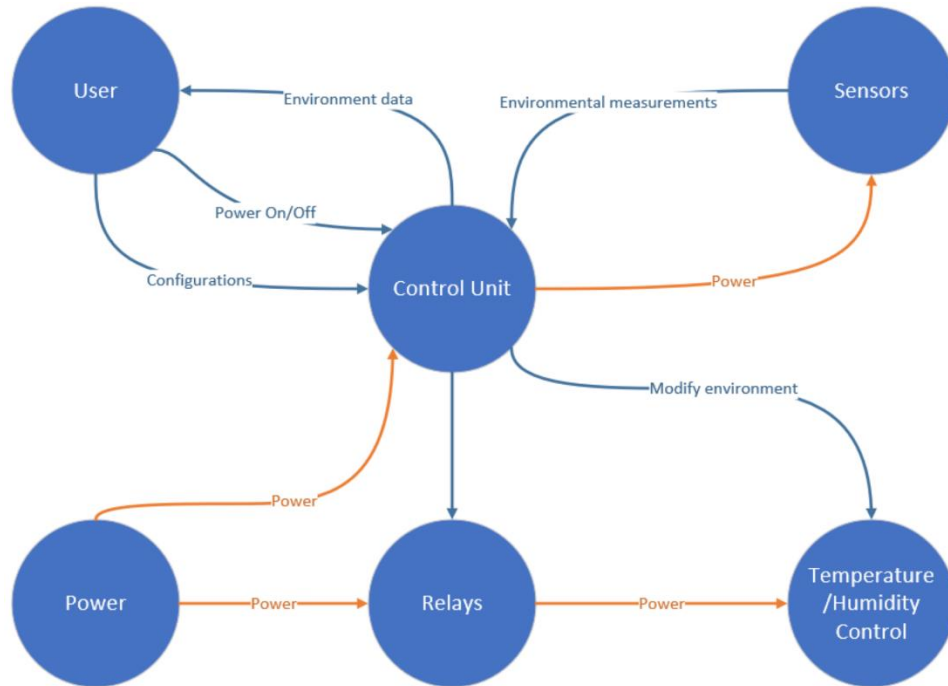 User
Sensors
Environment data
Environmental measurements
Power On/Off
Configurations
Control Unit
Power
Modify environment
Power
Power
Power
Relays
Power
Temperature
/Humidity
Control